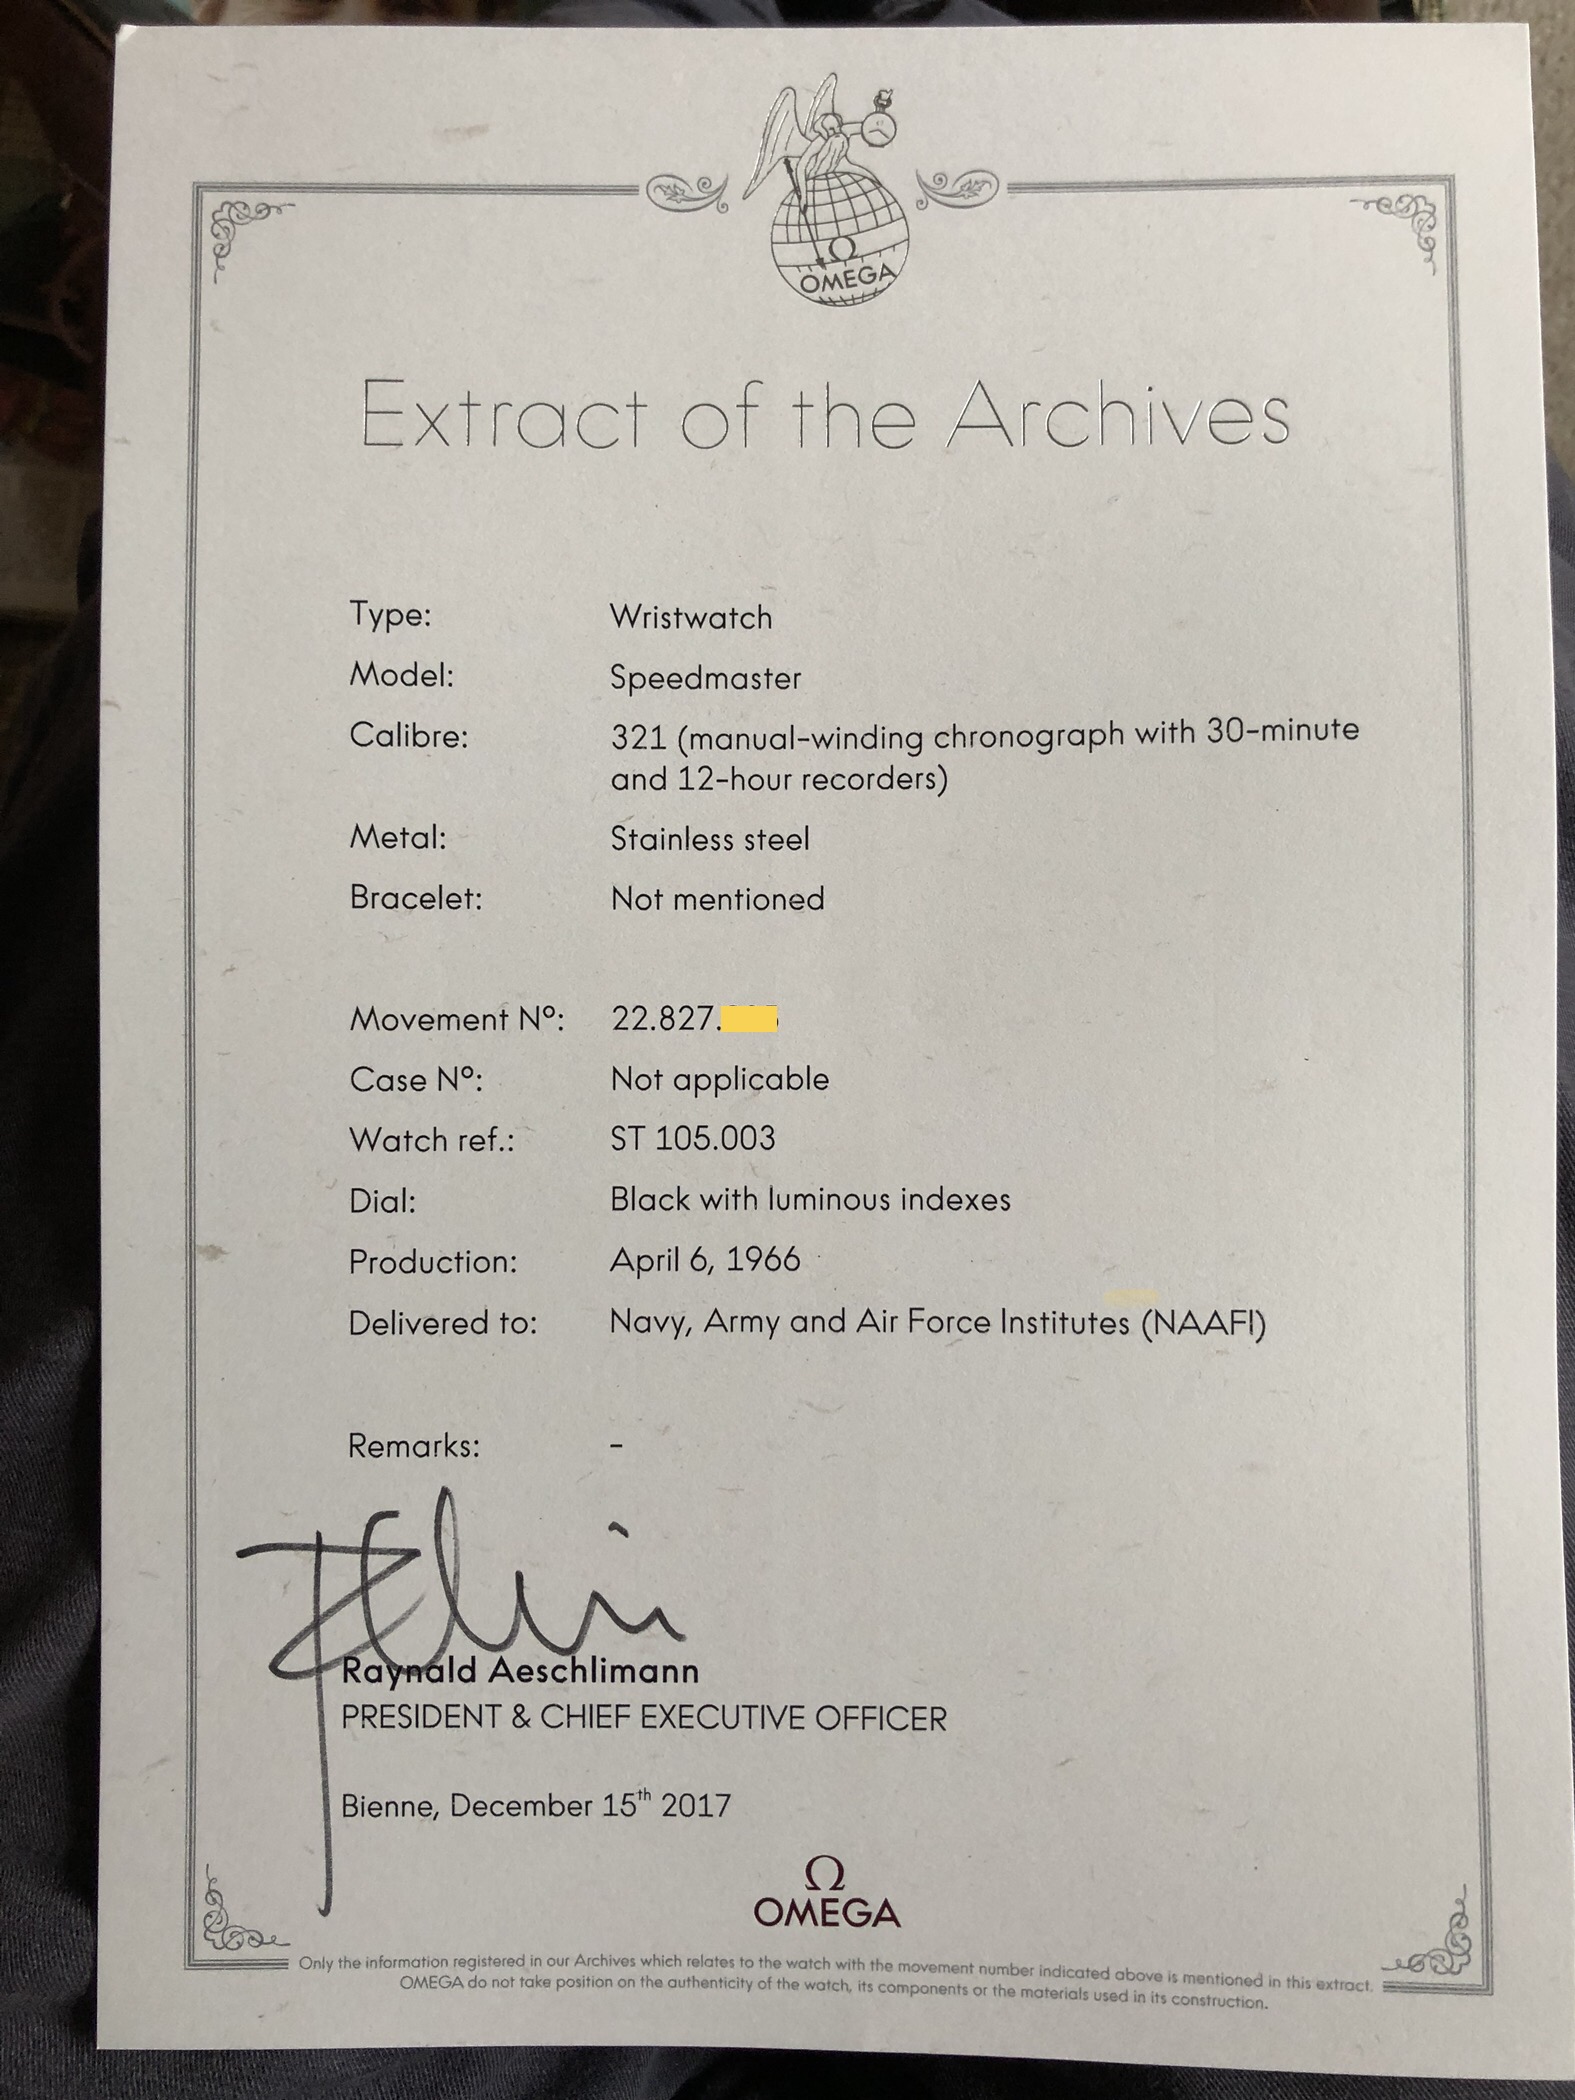 Ω
OMEGA
Extract of the Archives
Type: Wristwatch
Model: Speedmaster
Calibre: 321 (manual-winding chronograph with 30-minute
and 12-hour recorders)
Metal: Stainless steel
Bracelet: Not mentioned
Movement Nº: 22.827.
Case Nº: Not applicable
Watch ref.: ST 105.003
Dial: Black with luminous indexes
Production: April 6, 1966
Delivered to: Navy, Army and Air Force Institutes (NAAFI)
Remarks: -
Raynald Aeschlimann
PRESIDENT & CHIEF EXECUTIVE OFFICER
Bienne, December 15th 2017
Ω
OMEGA
Only the information registered in our Archives which relates to the watch with the movement number indicated above is mentioned in this extract.
OMEGA do not take position on the authenticity of the watch, its components or the materials used in its construction.